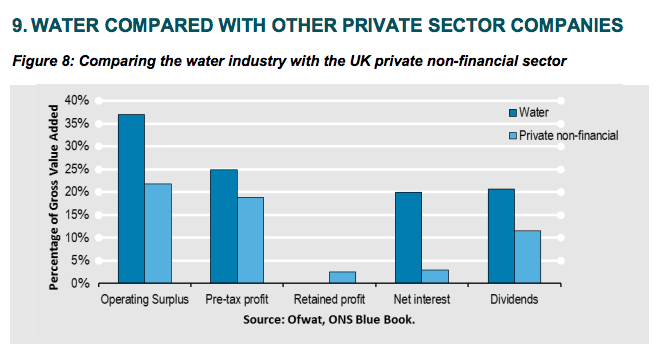 9. WATER COMPARED WITH OTHER PRIVATE SECTOR COMPANIES
Figure 8: Comparing the water industry with the UK private non-financial sector
Percentage of Gross Value Added
40%
35%
30%
25%
20%
15%
10%
5%
0%
Water
Private non-financial
Operating Surplus Pre-tax profit Retained profit Net interest Dividends
Source: Ofwat, ONS Blue Book.